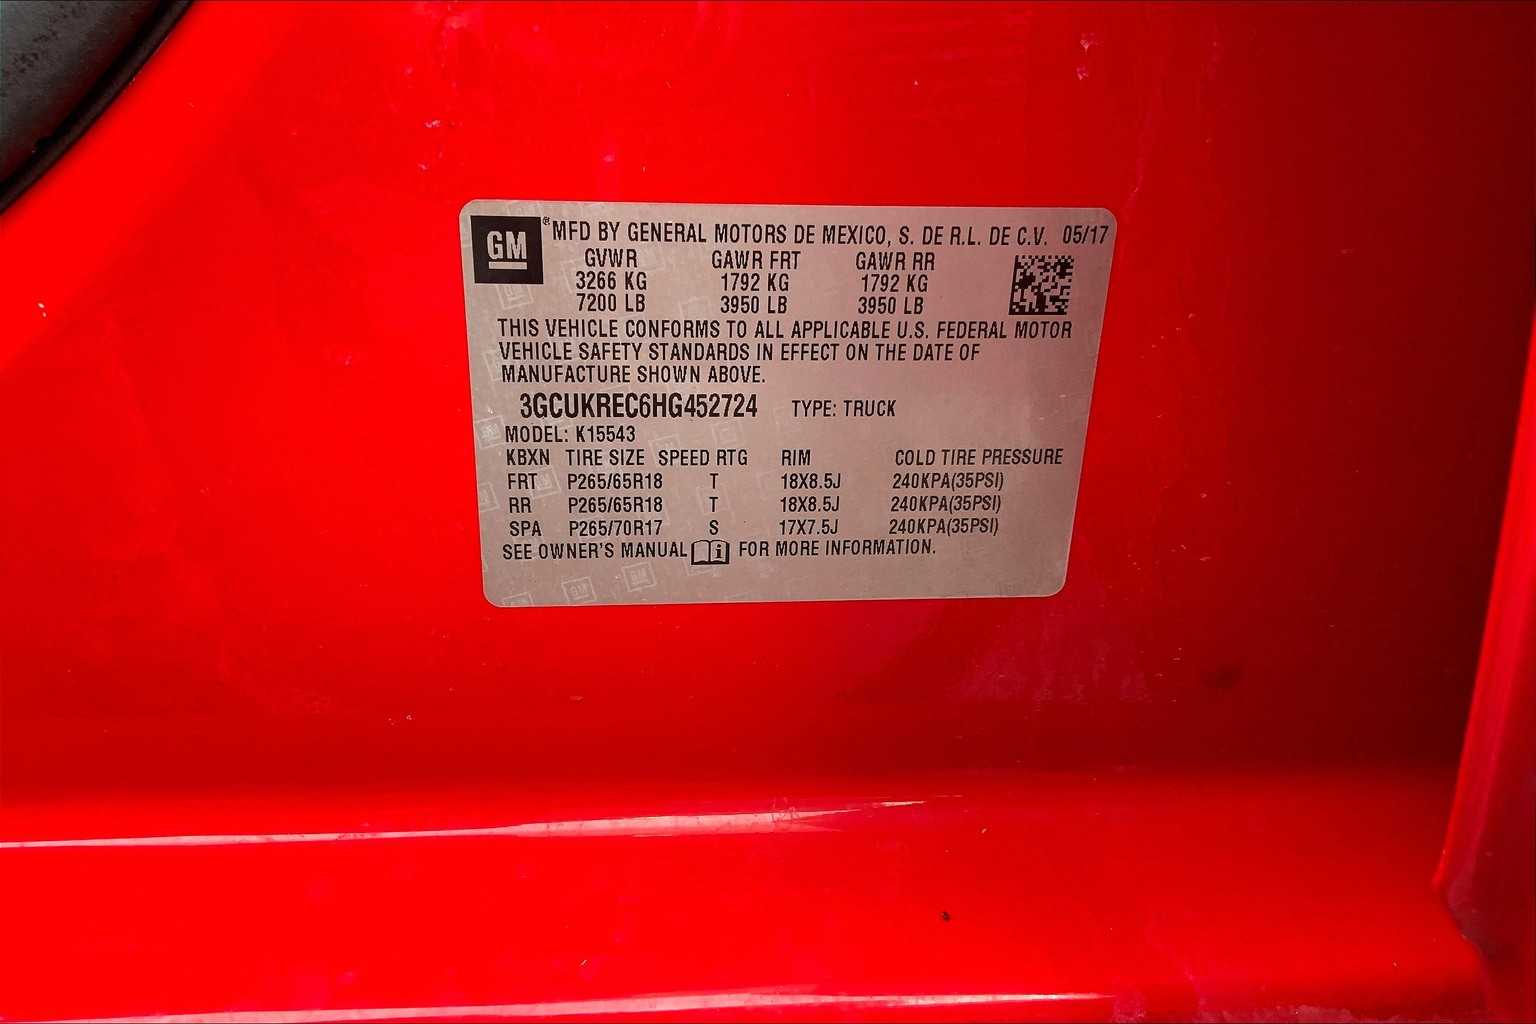 GM ® MFD BY GENERAL MOTORS DE MEXICO, S. DE R.L. DE C.V. 05/17
GVWR GAWR FRT GAWR RR
3266 KG 1792 KG 1792 KG
7200 LB 3950 LB 3950 LB
THIS VEHICLE CONFORMS TO ALL APPLICABLE U.S. FEDERAL MOTOR
VEHICLE SAFETY STANDARDS IN EFFECT ON THE DATE OF
MANUFACTURE SHOWN ABOVE.
3GCUKREC6HG452724 TYPE: TRUCK
MODEL: K15543
KBXN TIRE SIZE SPEED RTG RIM COLD TIRE PRESSURE
FRT P265/65R18 T 18X8.5J 240KPA(35PSI)
RR P265/65R18 T 18X8.5J 240KPA(35PSI)
SPA P265/70R17 S 17X7.5J 240KPA(35PSI)
SEE OWNER'S MANUAL i FOR MORE INFORMATION.